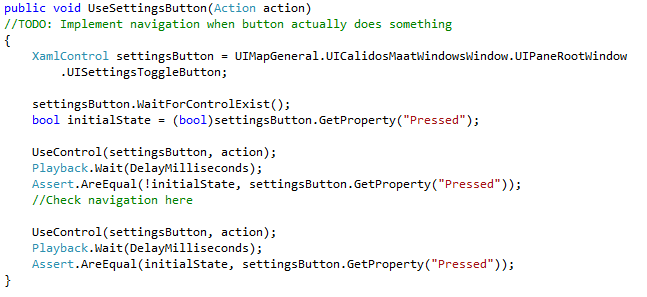 public void UseSettingsButton(Action action)
//TODO: Implement navigation when button actually does something
{
    XamlControl settingsButton = UIMapGeneral.UICalidosMaatWindowsWindow.UIPaneRootWindow
        .UISettingsToggleButton;

    settingsButton.WaitForControlExist();
    bool initialState = (bool)settingsButton.GetProperty("Pressed");

    UseControl(settingsButton, action);
    Playback.Wait(DelayMilliseconds);
    Assert.AreEqual(!initialState, settingsButton.GetProperty("Pressed"));
    //Check navigation here

    UseControl(settingsButton, action);
    Playback.Wait(DelayMilliseconds);
    Assert.AreEqual(initialState, settingsButton.GetProperty("Pressed"));
}